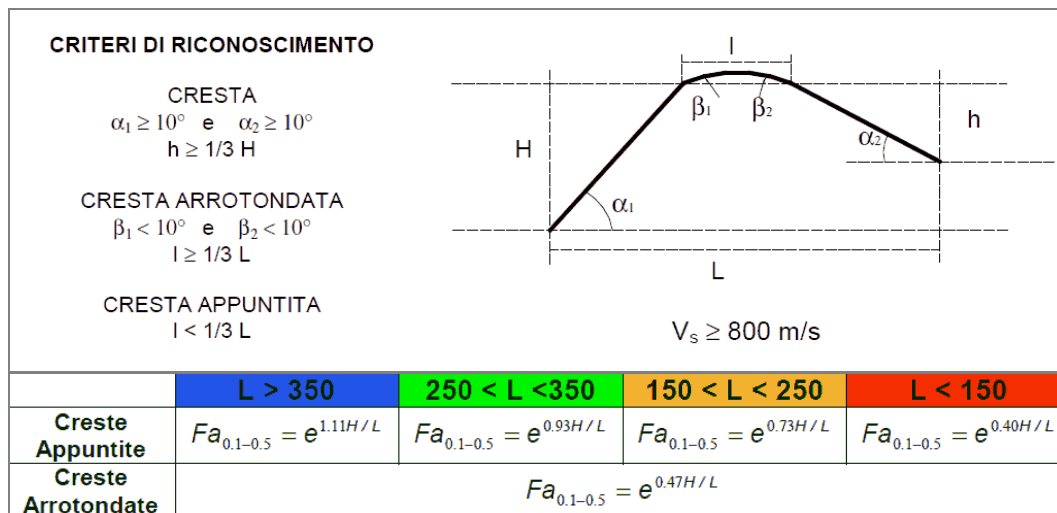 CRITERI DI RICONOSCIMENTO
CRESTA
α₁ ≥ 10° e α₂ ≥ 10°
h ≥ 1/3 H
CRESTA ARROTONDATA
β₁ < 10° e β₂ < 10°
l ≥ 1/3 L
CRESTA APPUNTITA
l < 1/3 L
l
β₁ β₂
h
H
α₂
α₁
L
Vₛ ≥ 800 m/s
L > 350 250 < L <350 150 < L < 250 L < 150
Creste Appuntite
Fa₀.₁₋₀.₅ = e^1.11H / L Fa₀.₁₋₀.₅ = e^0.93H / L Fa₀.₁₋₀.₅ = e^0.73H / L Fa₀.₁₋₀.₅ = e^0.40H / L
Creste Arrotondate
Fa₀.₁₋₀.₅ = e^0.47H / L